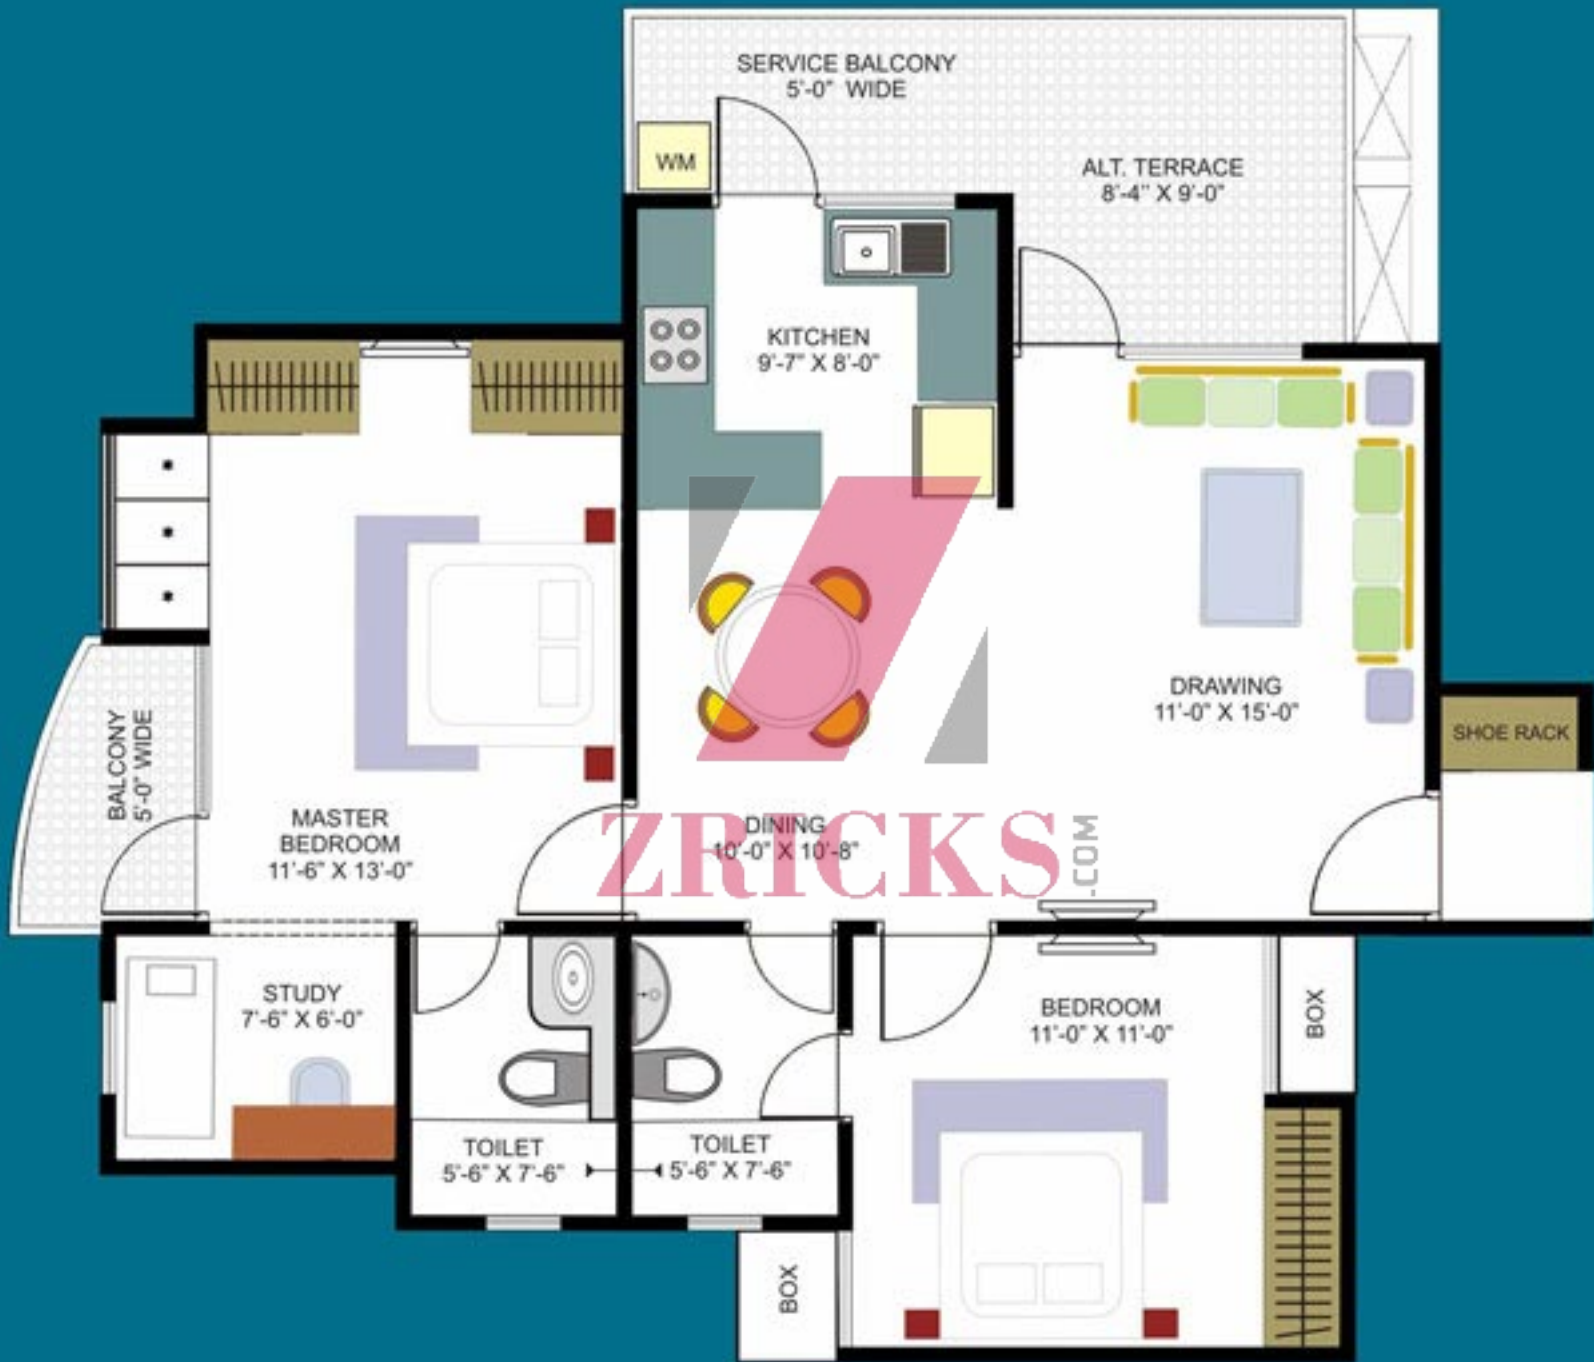 SERVICE BALCONY
5'-0" WIDE
WM
ALT. TERRACE
8'-4" X 9'-0"
KITCHEN
9'-7" X 8'-0"
DRAWING
11'-0" X 15'-0"
SHOE RACK
BALCONY
5'-0" WIDE
MASTER
BEDROOM
11'-6" X 13'-0"
DINING
10'-0" X 10'-8"
ZRICKS
.COM
STUDY
7'-6" X 6'-0"
BEDROOM
11'-0" X 11'-0"
BOX
TOILET
5'-6" X 7'-6"
TOILET
5'-6" X 7'-6"
BOX